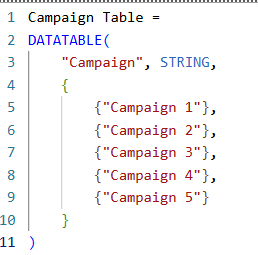 1 Campaign Table =
2 DATATABLE(
3     "Campaign", STRING,
4     {
5         {"Campaign 1"},
6         {"Campaign 2"},
7         {"Campaign 3"},
8         {"Campaign 4"},
9         {"Campaign 5"}
10     }
11 )